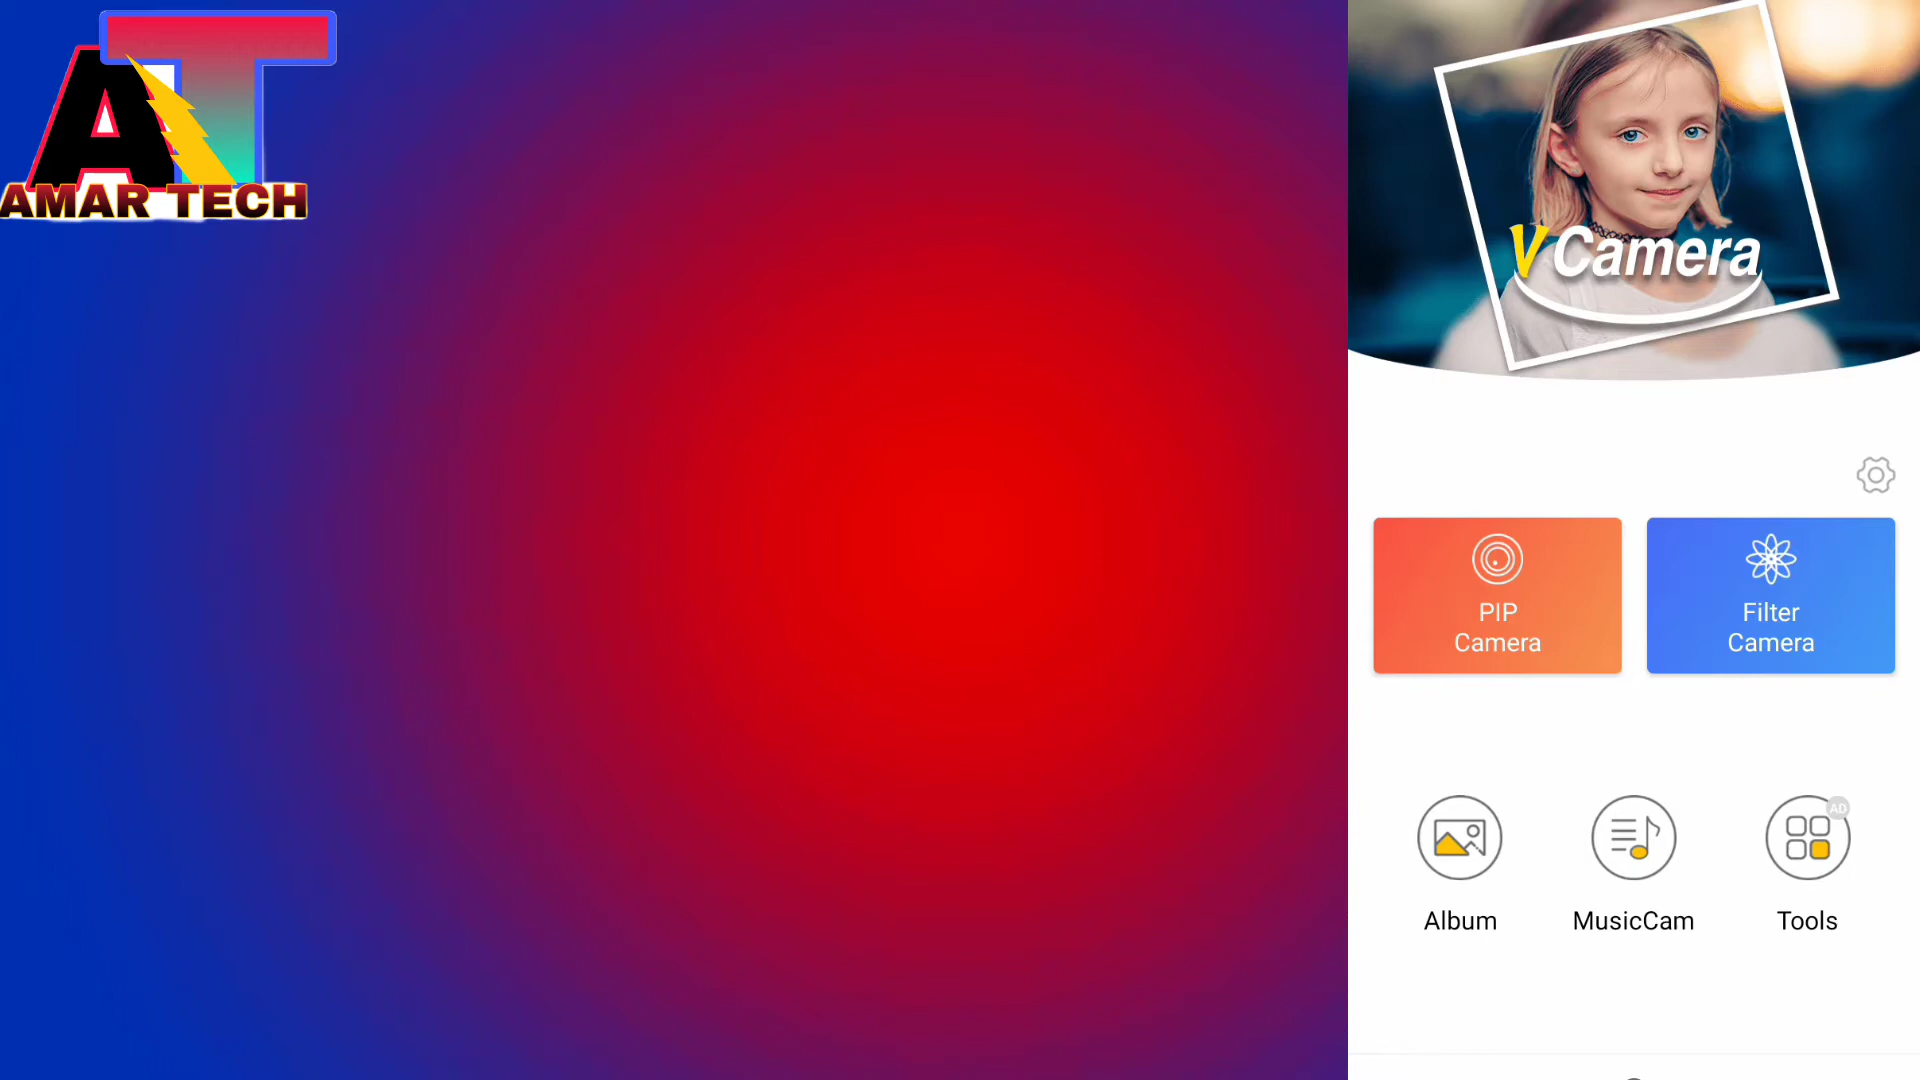 AT
AMAR TECH
V Camera
PIP
Camera
Filter
Camera
AD
Album
MusicCam
Tools